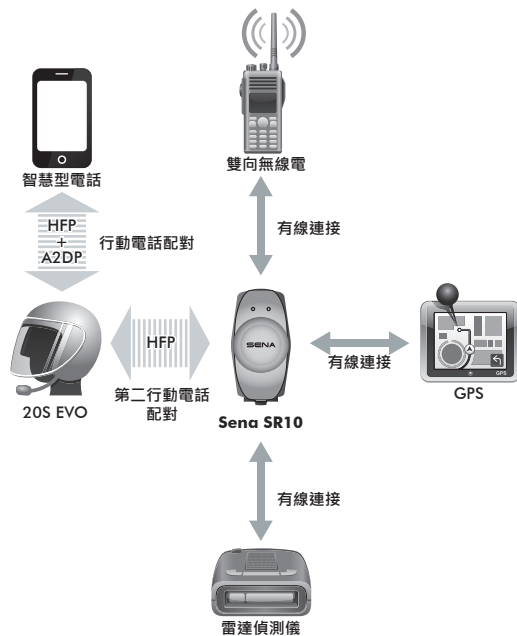 雙向無線電
智慧型電話
HFP
+
A2DP
行動電話配對
有線連接
SENA
HFP
有線連接
GPS
20S EVO
第二行動電話
配對
Sena SR10
GPS
有線連接
雷達偵測儀